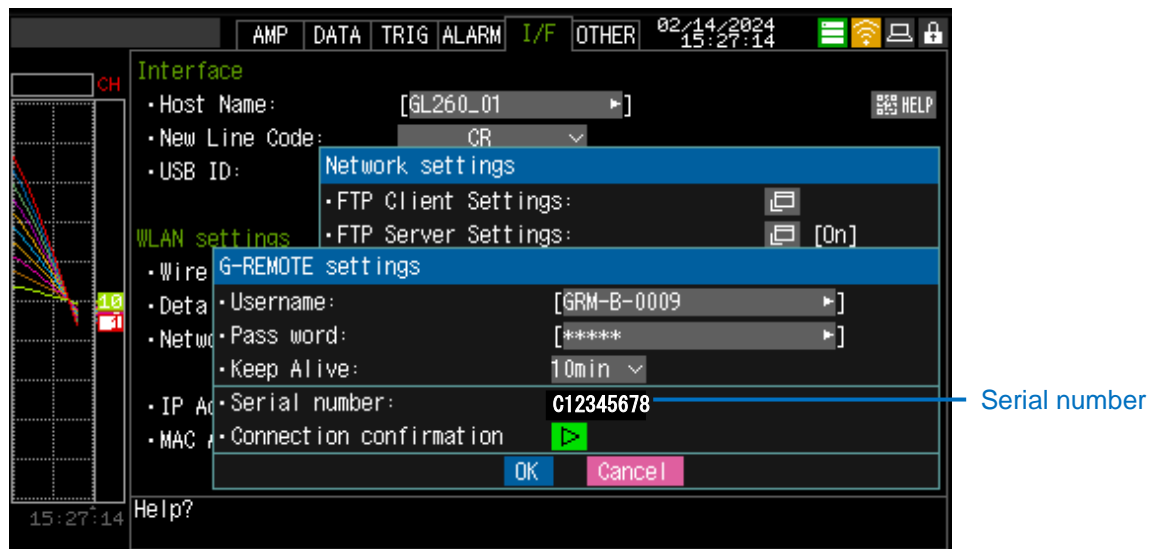 AMP DATA TRIG ALARM I/F OTHER 02/14/2024
15:27:14
CH
Interface
・Host Name: [GL260_01 ▸]
HELP
・New Line Code: CR
・USB ID:
Network settings
・FTP Client Settings:
・FTP Server Settings: [On]
WLAN settings
G-REMOTE settings
・Wire
・Username: [GRM-B-0009 ▸]
10
・Deta
1
・Pass word: [***** ▸]
・Netwo
・Keep Alive: 10min
・Serial number: C12345678
Serial number
・IP Ad
・Connection confirmation
・MAC A
OK Cancel
Help?
15:27:14